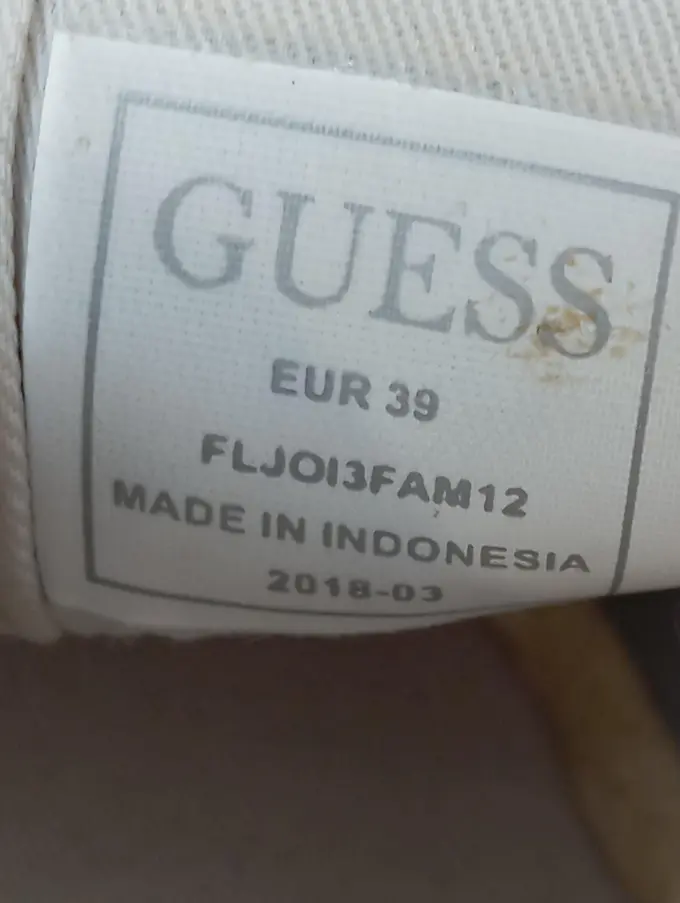 GUESS
EUR 39
FLJOI3FAM12
MADE IN INDONESIA
2018-03